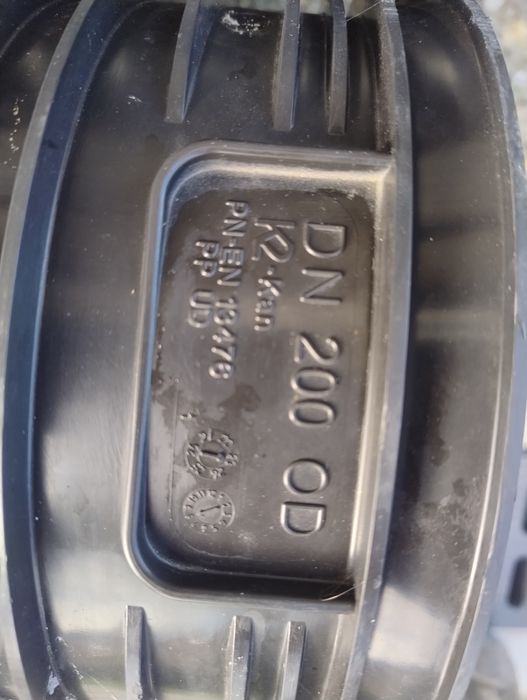 DN 200 OD
K2-Kan
PN-EN 13476
PP UD